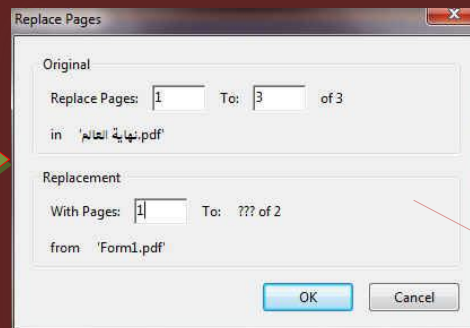 Replace Pages
Original
Replace Pages: 1 To: 3 of 3
in 'نهاية العالم.pdf'
Replacement
With Pages: 1 To: ??? of 2
from 'Form1.pdf'
OK Cancel